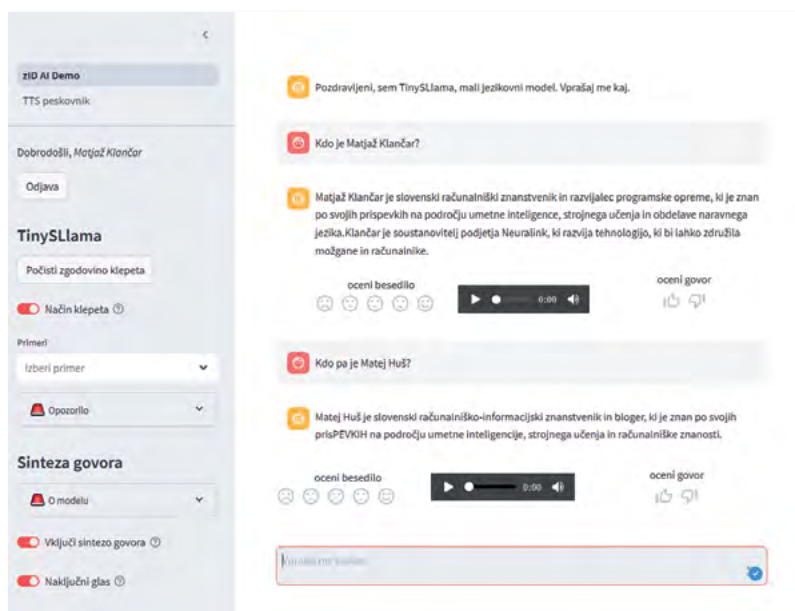 zID AI Demo
TTS peskovnik
Dobrodošli, Matjaž Klančar
Odjava
TinySLlama
Počisti zgodovino klepeta
Način klepeta
Primeri
Izberi primer
Opozorilo
Sinteza govora
O modelu
Vključi sintezo govora
Naključni glas
Pozdravljeni, sem TinySLlama, mali jezikovni model. Vprašaj me kaj.
Kdo je Matjaž Klančar?
Matjaž Klančar je slovenski računalniški znanstvenik in razvijalec programske opreme, ki je znan
po svojih prispevkih na področju umetne inteligence, strojnega učenja in obdelave naravnega
jezika.Klančar je soustanovitelj podjetja Neuralink, ki razvija tehnologijo, ki bi lahko združila
možgane in računalnike.
oceni besedilo
0:00
oceni govor
Kdo pa je Matej Huš?
Matej Huš je slovenski računalniško-informacijski znanstvenik in bloger, ki je znan po svojih
prisPEVKIH na področju umetne inteligencije, strojnega učenja in računalniške znanosti.
oceni besedilo
0:00
oceni govor